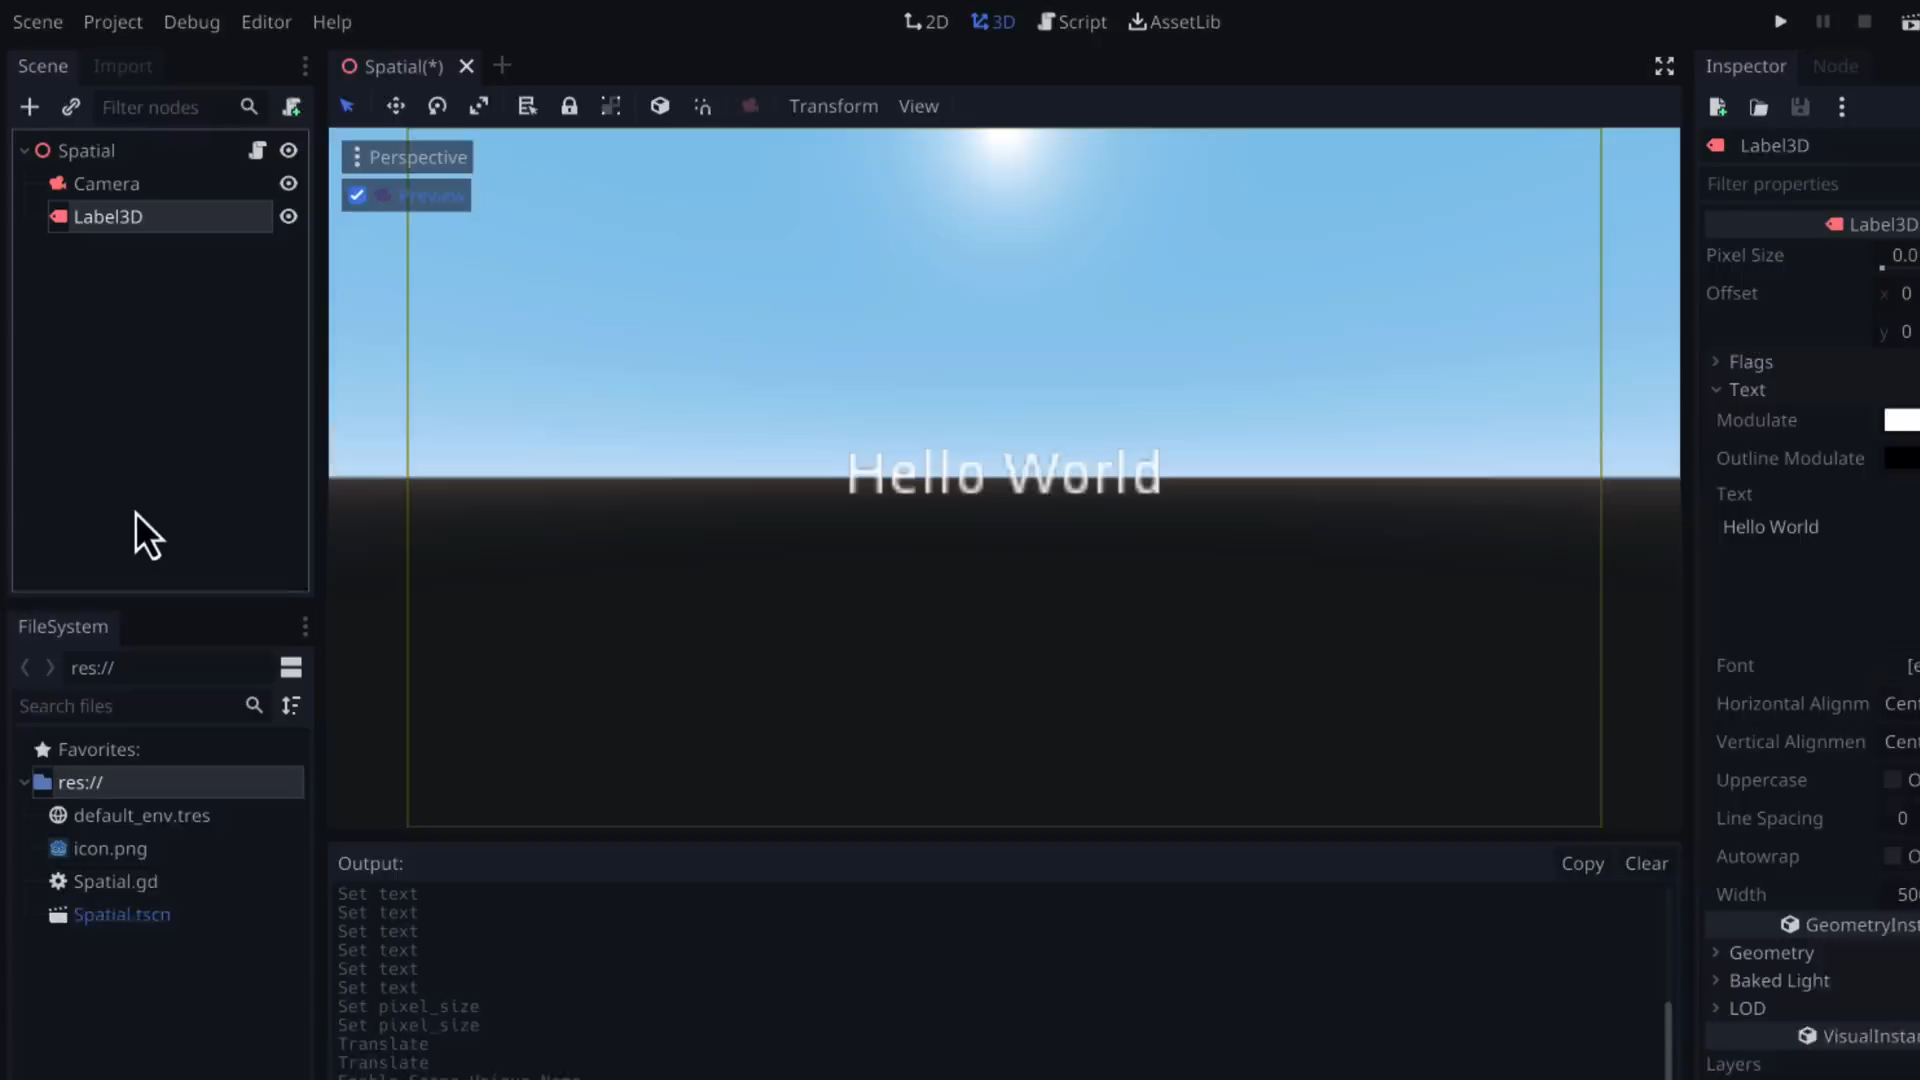 Scene Project Debug Editor Help
2D 3D Script AssetLib
Scene Import
Filter nodes
Spatial
Camera
Label3D
FileSystem
res://
Search files
Favorites:
res://
default_env.tres
icon.png
Spatial.gd
Spatial.tscn
Spatial(*)
Transform View
Perspective
Preview
Hello World
Output:
Copy Clear
Set text
Set text
Set text
Set text
Set text
Set text
Set pixel_size
Set pixel_size
Translate
Translate
Inspector Node
Label3D
Filter properties
Label3D
Pixel Size 0.0
Offset x 0
y 0
Flags
Text
Modulate
Outline Modulate
Text
Hello World
Font [e
Horizontal Alignm Cent
Vertical Alignmen Cent
Uppercase O
Line Spacing 0
Autowrap O
Width 500
GeometryInst
Geometry
Baked Light
LOD
VisualInstan
Layers